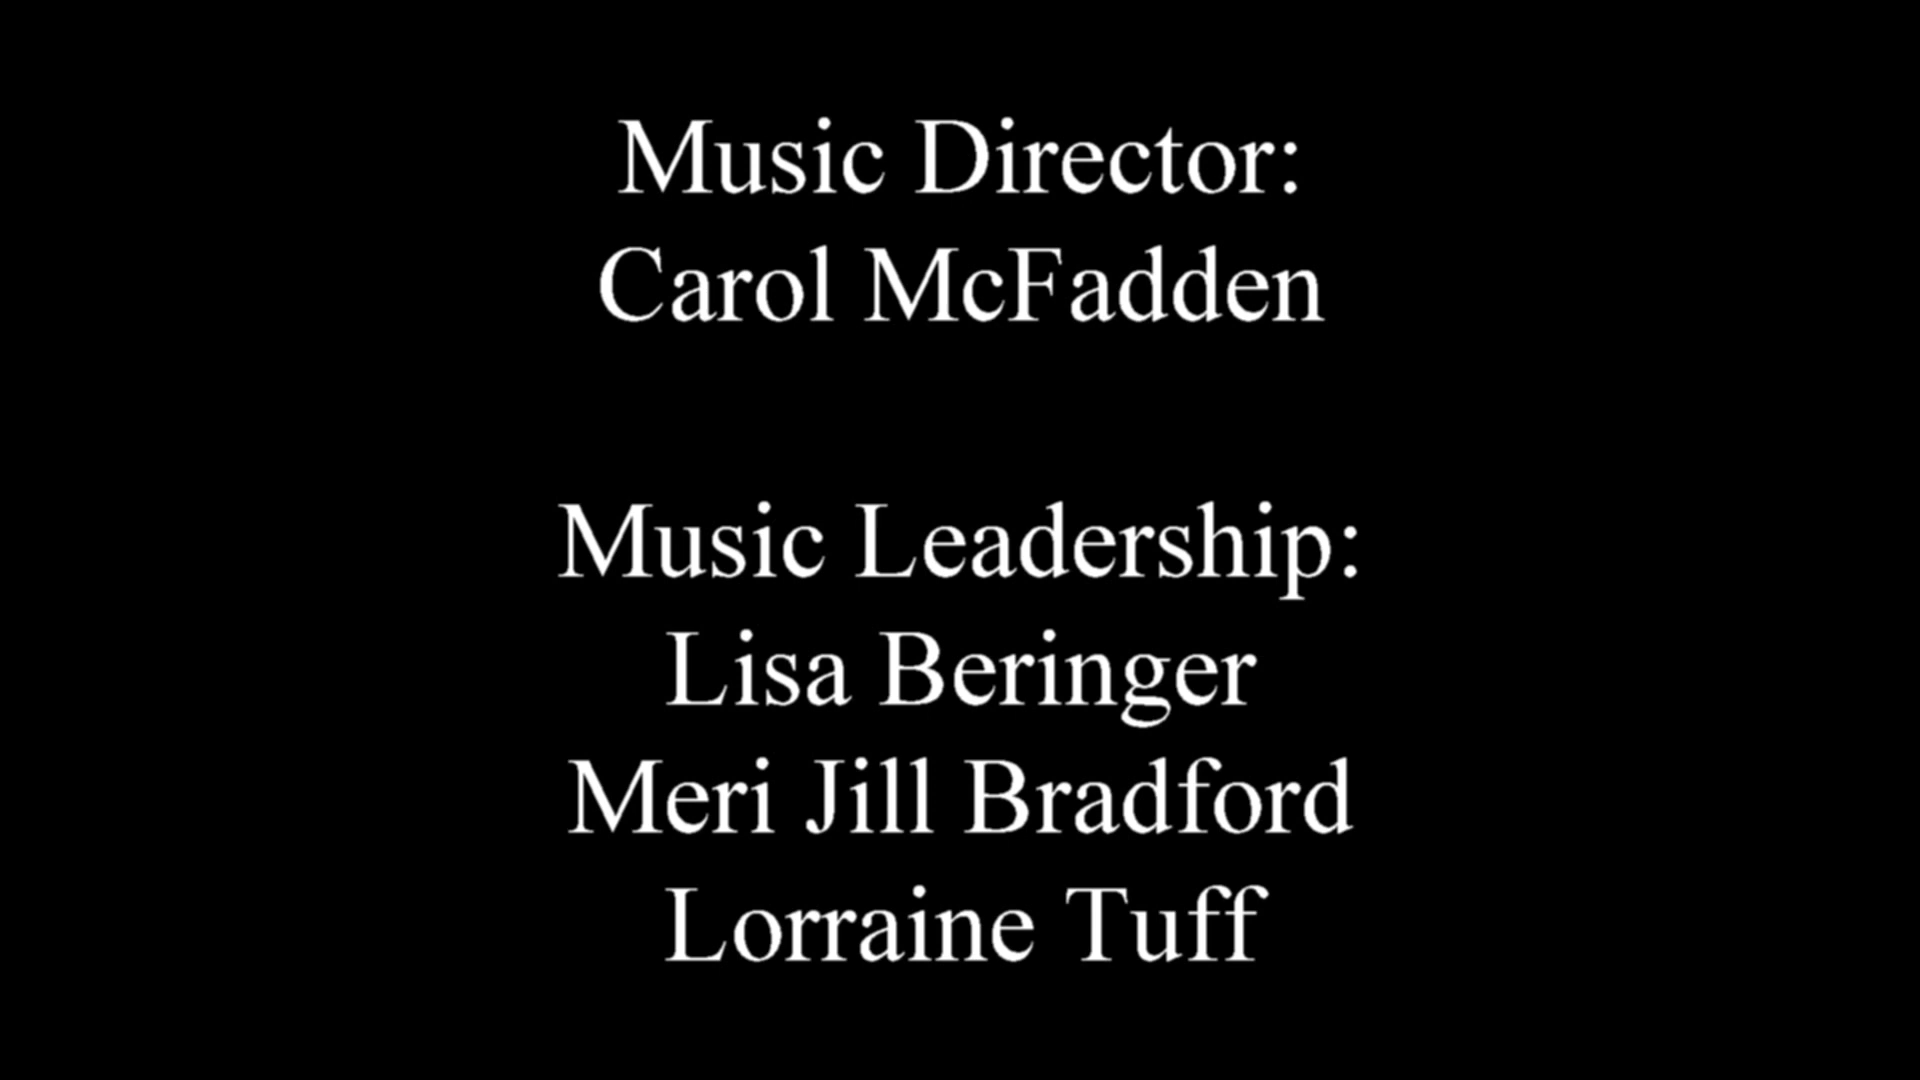 Music Director:
Carol McFadden
Music Leadership:
Lisa Beringer
Meri Jill Bradford
Lorraine Tuff